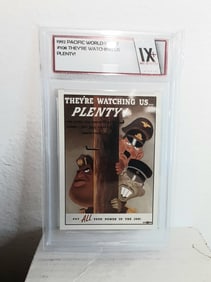 1992 PACIFIC WORLD
#108 THEY'RE WATCHING US
PLENTY!
THEY'RE WATCHING US..
PLENTY
PUT ALL YOUR POWER IN THE JOB!